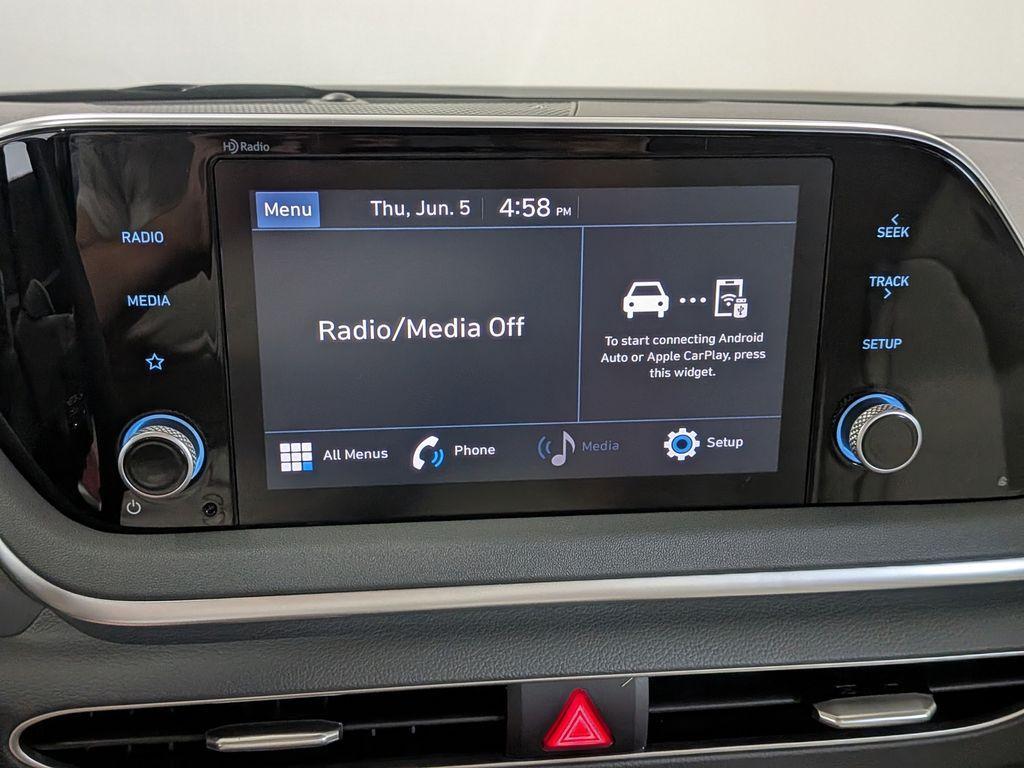 HD Radio
Menu
Thu, Jun. 5
4:58 PM
RADIO
MEDIA
Radio/Media Off
To start connecting Android
Auto or Apple CarPlay, press
this widget.
All Menus
Phone
Media
Setup
SEEK
TRACK
SETUP